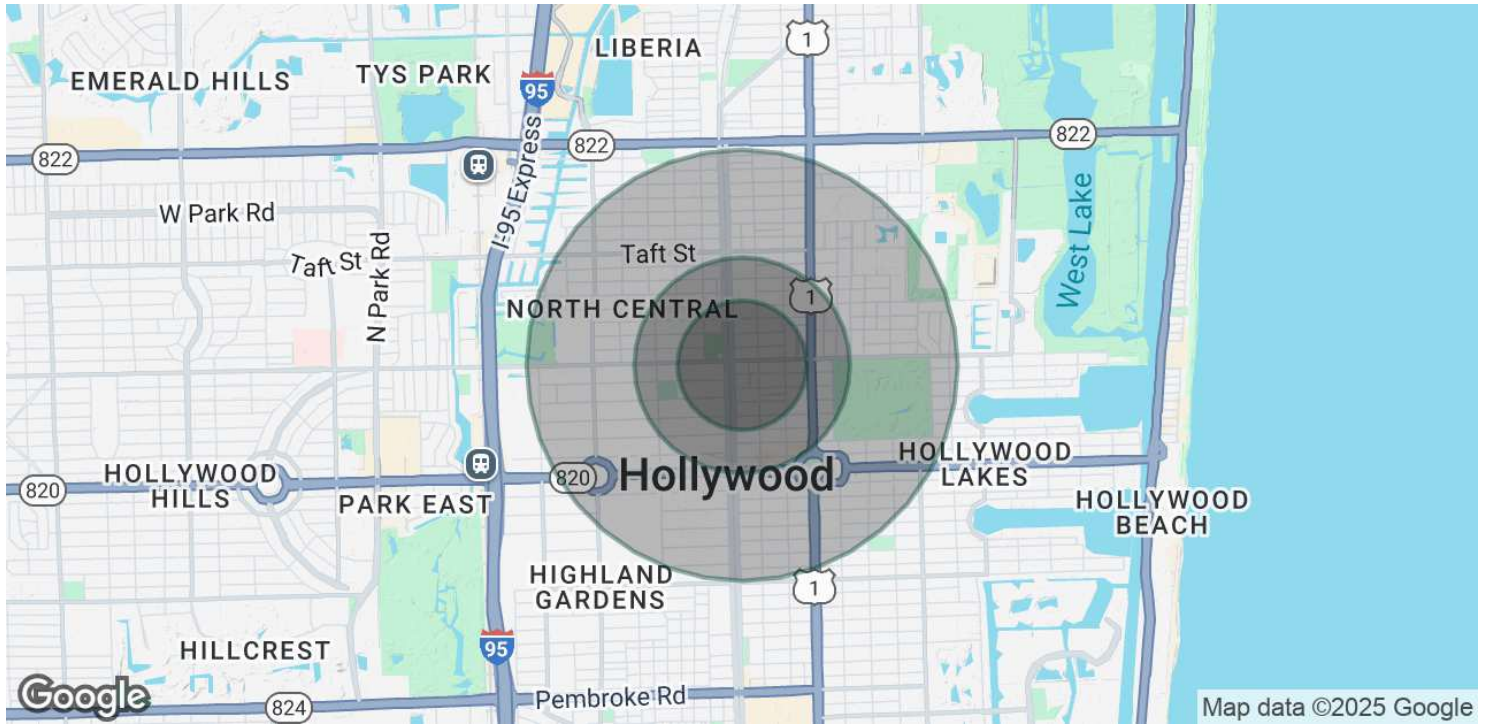 LIBERIA
1
EMERALD HILLS
TYS PARK
95
822
822
822
I-95 Express
W Park Rd
N Park Rd
Taft St
Taft St
West Lake
1
NORTH CENTRAL
HOLLYWOOD
HILLS
820
PARK EAST
820
Hollywood
HOLLYWOOD
LAKES
HOLLYWOOD
BEACH
HIGHLAND
GARDENS
1
HILLCREST
95
Pembroke Rd
824
Google
Map data ©2025 Google